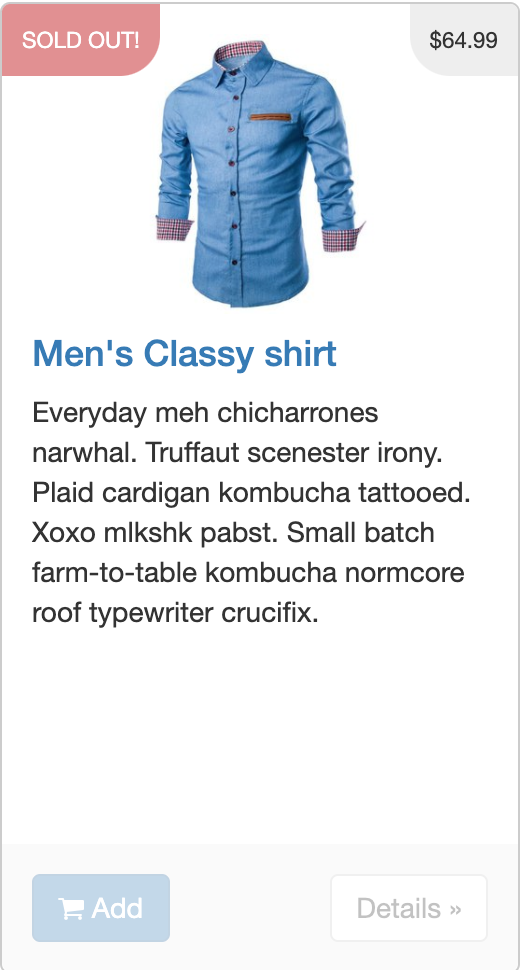 SOLD OUT!
$64.99
Men's Classy shirt
Everyday meh chicharrones
narwhal. Truffaut scenester irony.
Plaid cardigan kombucha tattooed.
Xoxo mlkshk pabst. Small batch
farm-to-table kombucha normcore
roof typewriter crucifix.
Add
Details »